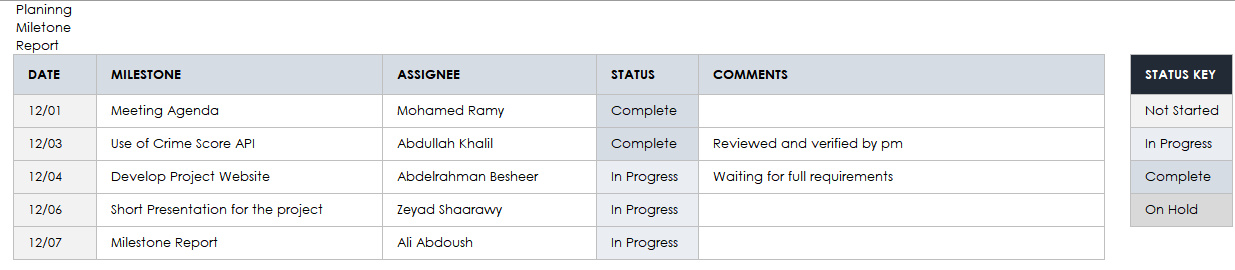 Planinng
Miletone
Report
DATE MILESTONE ASSIGNEE STATUS COMMENTS
12/01 Meeting Agenda Mohamed Ramy Complete
12/03 Use of Crime Score API Abdullah Khalil Complete Reviewed and verified by pm
12/04 Develop Project Website Abdelrahman Besheer In Progress Waiting for full requirements
12/06 Short Presentation for the project Zeyad Shaarawy In Progress
12/07 Milestone Report Ali Abdoush In Progress
STATUS KEY
Not Started
In Progress
Complete
On Hold